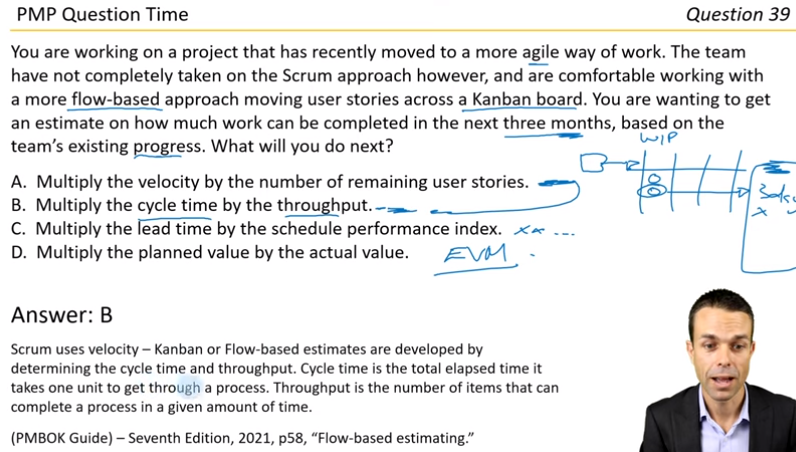 PMP Question Time
Question 39
You are working on a project that has recently moved to a more agile way of work. The team
have not completely taken on the Scrum approach however, and are comfortable working with
a more flow-based approach moving user stories across a Kanban board. You are wanting to get
an estimate on how much work can be completed in the next three months, based on the
team's existing progress. What will you do next?
WIP
A. Multiply the velocity by the number of remaining user stories.
B. Multiply the cycle time by the throughput.
C. Multiply the lead time by the schedule performance index.
D. Multiply the planned value by the actual value.
EVM
Answer: B
Scrum uses velocity – Kanban or Flow-based estimates are developed by
determining the cycle time and throughput. Cycle time is the total elapsed time it
takes one unit to get through a process. Throughput is the number of items that can
complete a process in a given amount of time.
(PMBOK Guide) – Seventh Edition, 2021, p58, “Flow-based estimating.”